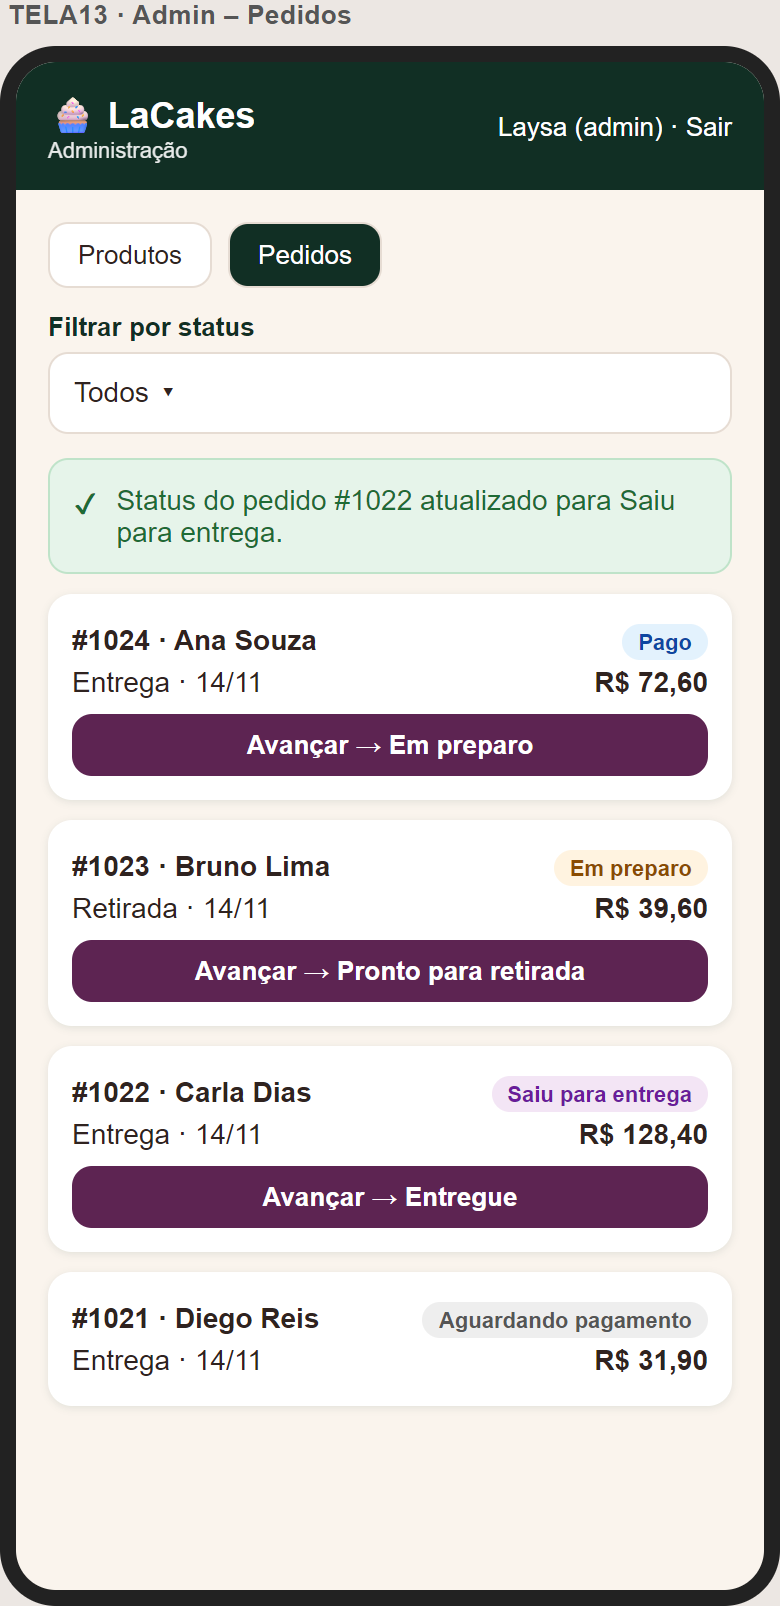 TELA13 · Admin – Pedidos
🧁 LaCakes
Administração
Laysa (admin) · Sair
Produtos
Pedidos
Filtrar por status
Todos ▼
✓ Status do pedido #1022 atualizado para Saiu
para entrega.
#1024 · Ana Souza
Pago
Entrega · 14/11
R$ 72,60
Avançar → Em preparo
#1023 · Bruno Lima
Em preparo
Retirada · 14/11
R$ 39,60
Avançar → Pronto para retirada
#1022 · Carla Dias
Saiu para entrega
Entrega · 14/11
R$ 128,40
Avançar → Entregue
#1021 · Diego Reis
Aguardando pagamento
Entrega · 14/11
R$ 31,90